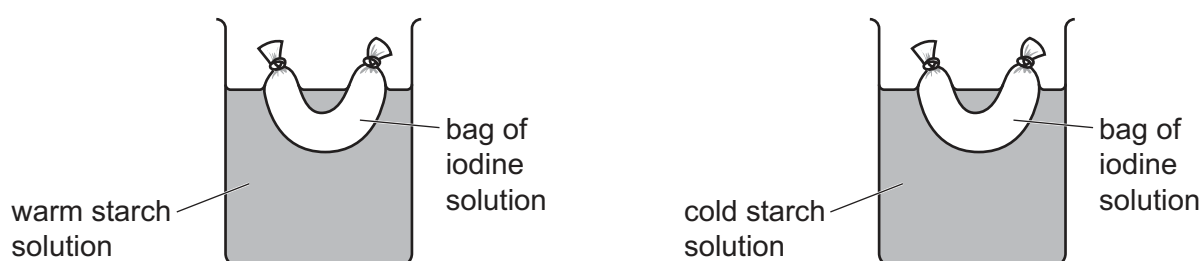 bag of
iodine
solution
warm starch
solution
bag of
iodine
solution
cold starch
solution